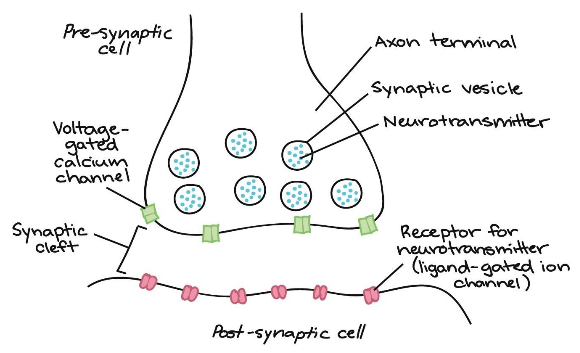 Pre-synaptic
cell
Axon terminal
Synaptic vesicle
Neurotransmitter
Voltage-
gated
calcium
channel
Synaptic
cleft
Receptor for
neurotransmitter
(ligand-gated ion
channel)
Post-synaptic cell